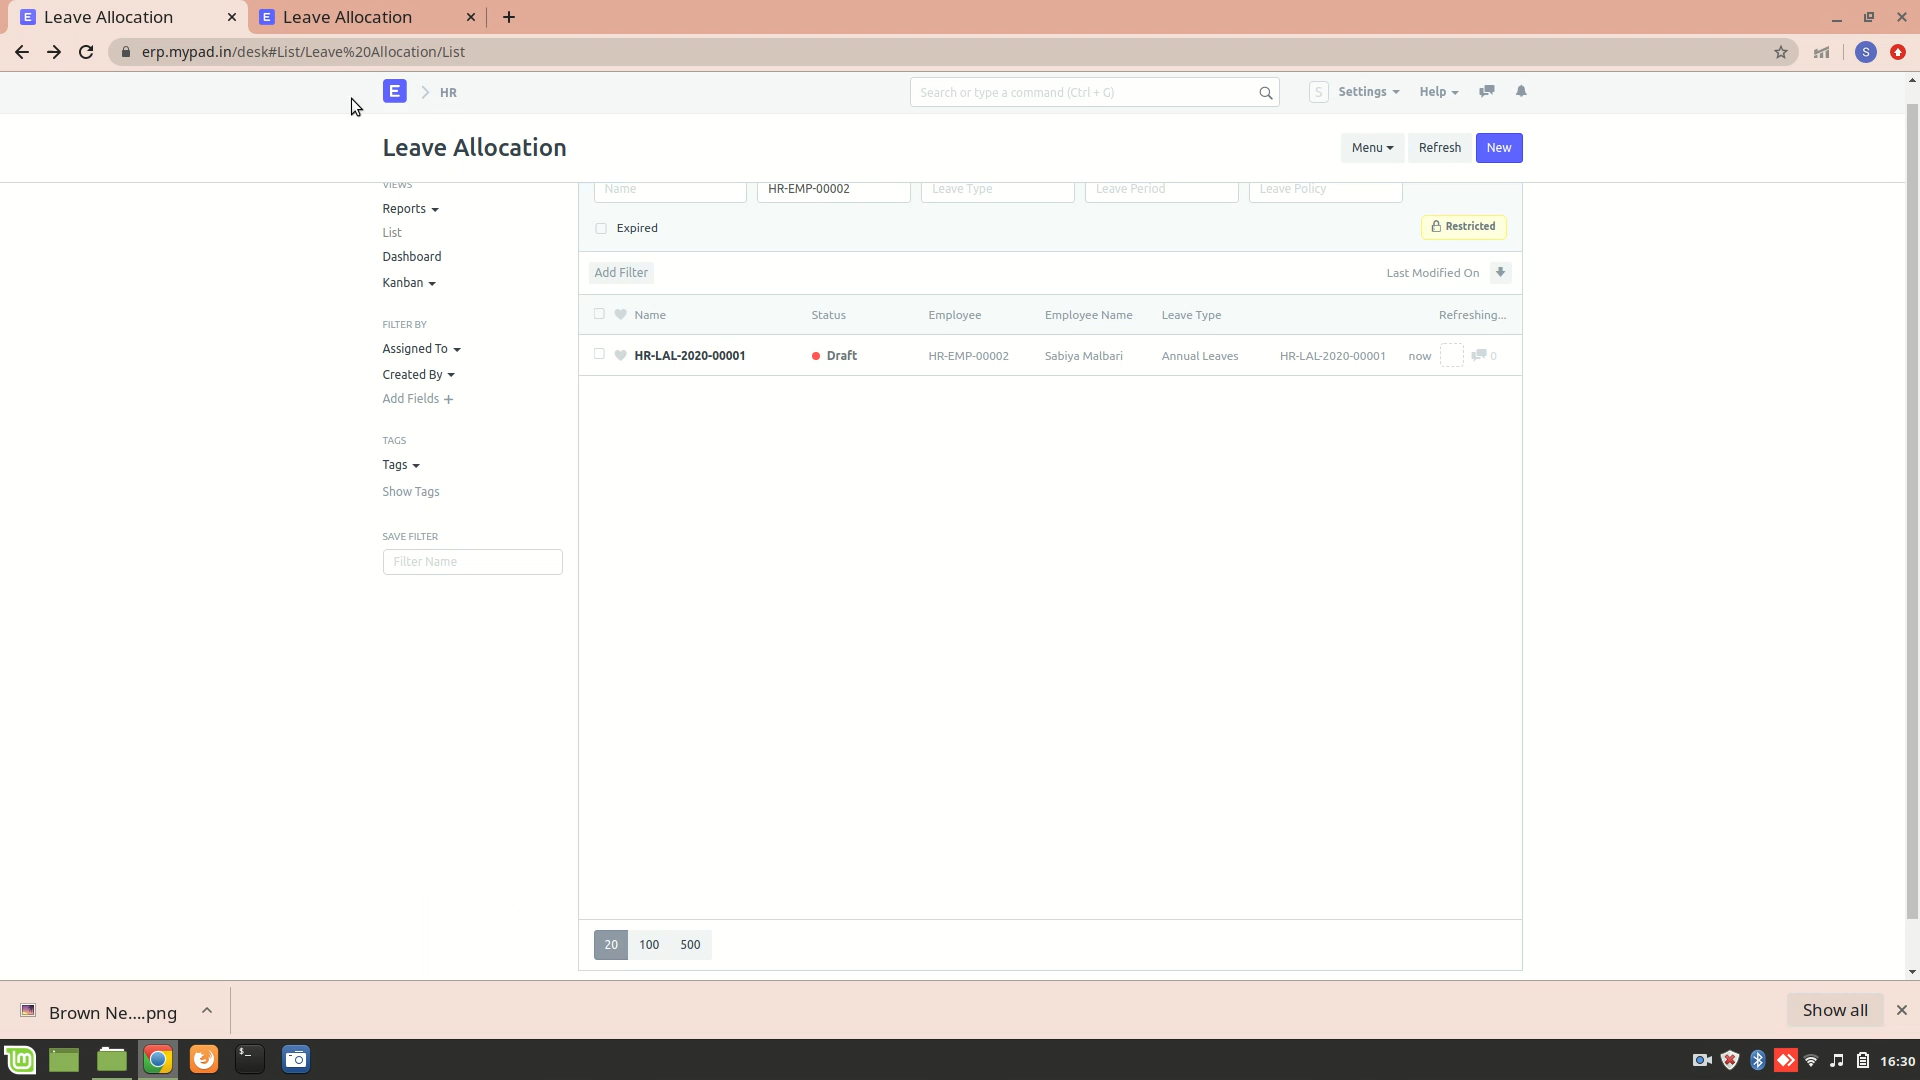 E Leave Allocation
E Leave Allocation
erp.mypad.in/desk#List/Leave%20Allocation/List
S
E HR
Search or type a command (Ctrl + G)
S Settings Help
Leave Allocation
Menu Refresh New
VIEWS
Reports
List
Dashboard
Kanban
FILTER BY
Assigned To
Created By
Add Fields +
TAGS
Tags
Show Tags
SAVE FILTER
Filter Name
Name HR-EMP-00002 Leave Type Leave Period Leave Policy
Expired
Restricted
Add Filter
Last Modified On
Name Status Employee Employee Name Leave Type Refreshing...
HR-LAL-2020-00001 Draft HR-EMP-00002 Sabiya Malbari Annual Leaves HR-LAL-2020-00001 now 0
20 100 500
Brown Ne....png
Show all
16:30